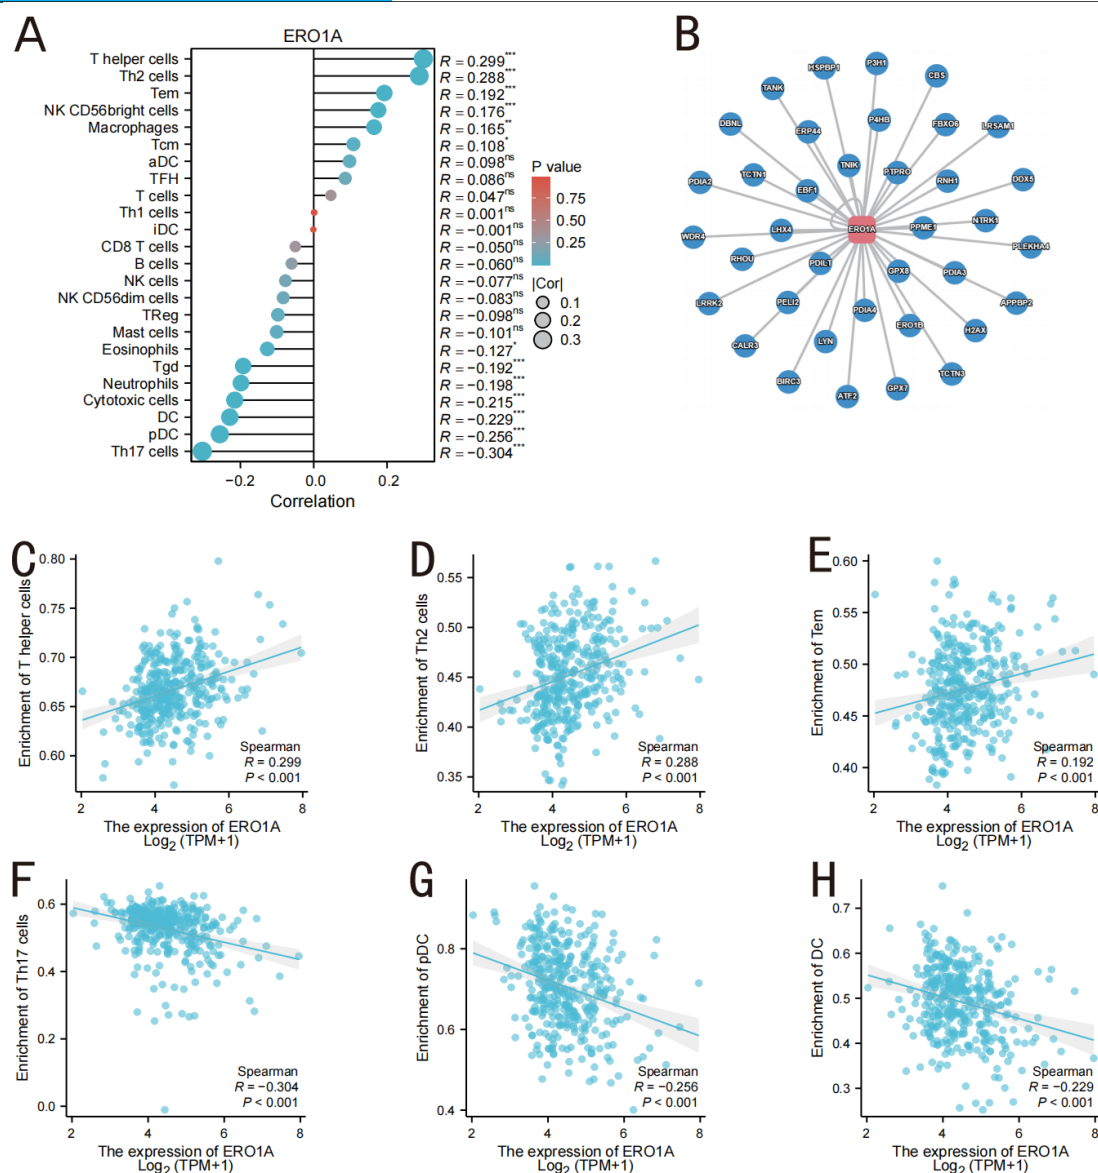 A
ERO1A
T helper cells R = 0.299***
Th2 cells R = 0.288***
Tem R = 0.192***
NK CD56bright cells R = 0.176***
Macrophages R = 0.165**
Tcm R = 0.108*
aDC R = 0.098ns
TFH R = 0.086ns
T cells R = 0.047ns
Th1 cells R = 0.001ns
iDC R = −0.001ns
CD8 T cells R = −0.050ns
B cells R = −0.060ns
NK cells R = −0.077ns
NK CD56dim cells R = −0.083ns
TReg R = −0.098ns
Mast cells R = −0.101ns
Eosinophils R = −0.127*
Tgd R = −0.192***
Neutrophils R = −0.198***
Cytotoxic cells R = −0.215***
DC R = −0.229***
pDC R = −0.256***
Th17 cells R = −0.304***
−0.2 0.0 0.2
Correlation
P value
0.75
0.50
0.25
|Cor|
0.1
0.2
0.3
B
HSPBP1
P3H1
CBS
TANK
DBNL
ERP44
P4HB
FBXO6
LRSAM1
TNIK
PTPRO
TCTN1
PDIA2
EBF1
RNH1
DDX5
WDR4
LHX4
ERO1A
PPME1
NTRK1
PLEKHA4
RHOU
PDILT
GPX8
PDIA3
LRRK2
PELI2
PDIA4
APPBP2
ERO1B
H2AX
CALR3
LYN
BIRC3
ATF2
GPX7
TCTN3
C
Enrichment of T helper cells
0.80
0.75
0.70
0.65
0.60
Spearman
R = 0.299
P < 0.001
2 4 6 8
The expression of ERO1A
Log2 (TPM+1)
D
Enrichment of Th2 cells
0.55
0.50
0.45
0.40
0.35
Spearman
R = 0.288
P < 0.001
2 4 6 8
The expression of ERO1A
Log2 (TPM+1)
E
Enrichment of Tem
0.60
0.55
0.50
0.45
0.40
Spearman
R = 0.192
P < 0.001
2 4 6 8
The expression of ERO1A
Log2 (TPM+1)
F
Enrichment of Th17 cells
0.6
0.4
0.2
0.0
Spearman
R = −0.304
P < 0.001
2 4 6 8
The expression of ERO1A
Log2 (TPM+1)
G
Enrichment of pDC
0.8
0.6
0.4
Spearman
R = −0.256
P < 0.001
2 4 6 8
The expression of ERO1A
Log2 (TPM+1)
H
Enrichment of DC
0.7
0.6
0.5
0.4
0.3
Spearman
R = −0.229
P < 0.001
2 4 6 8
The expression of ERO1A
Log2 (TPM+1)